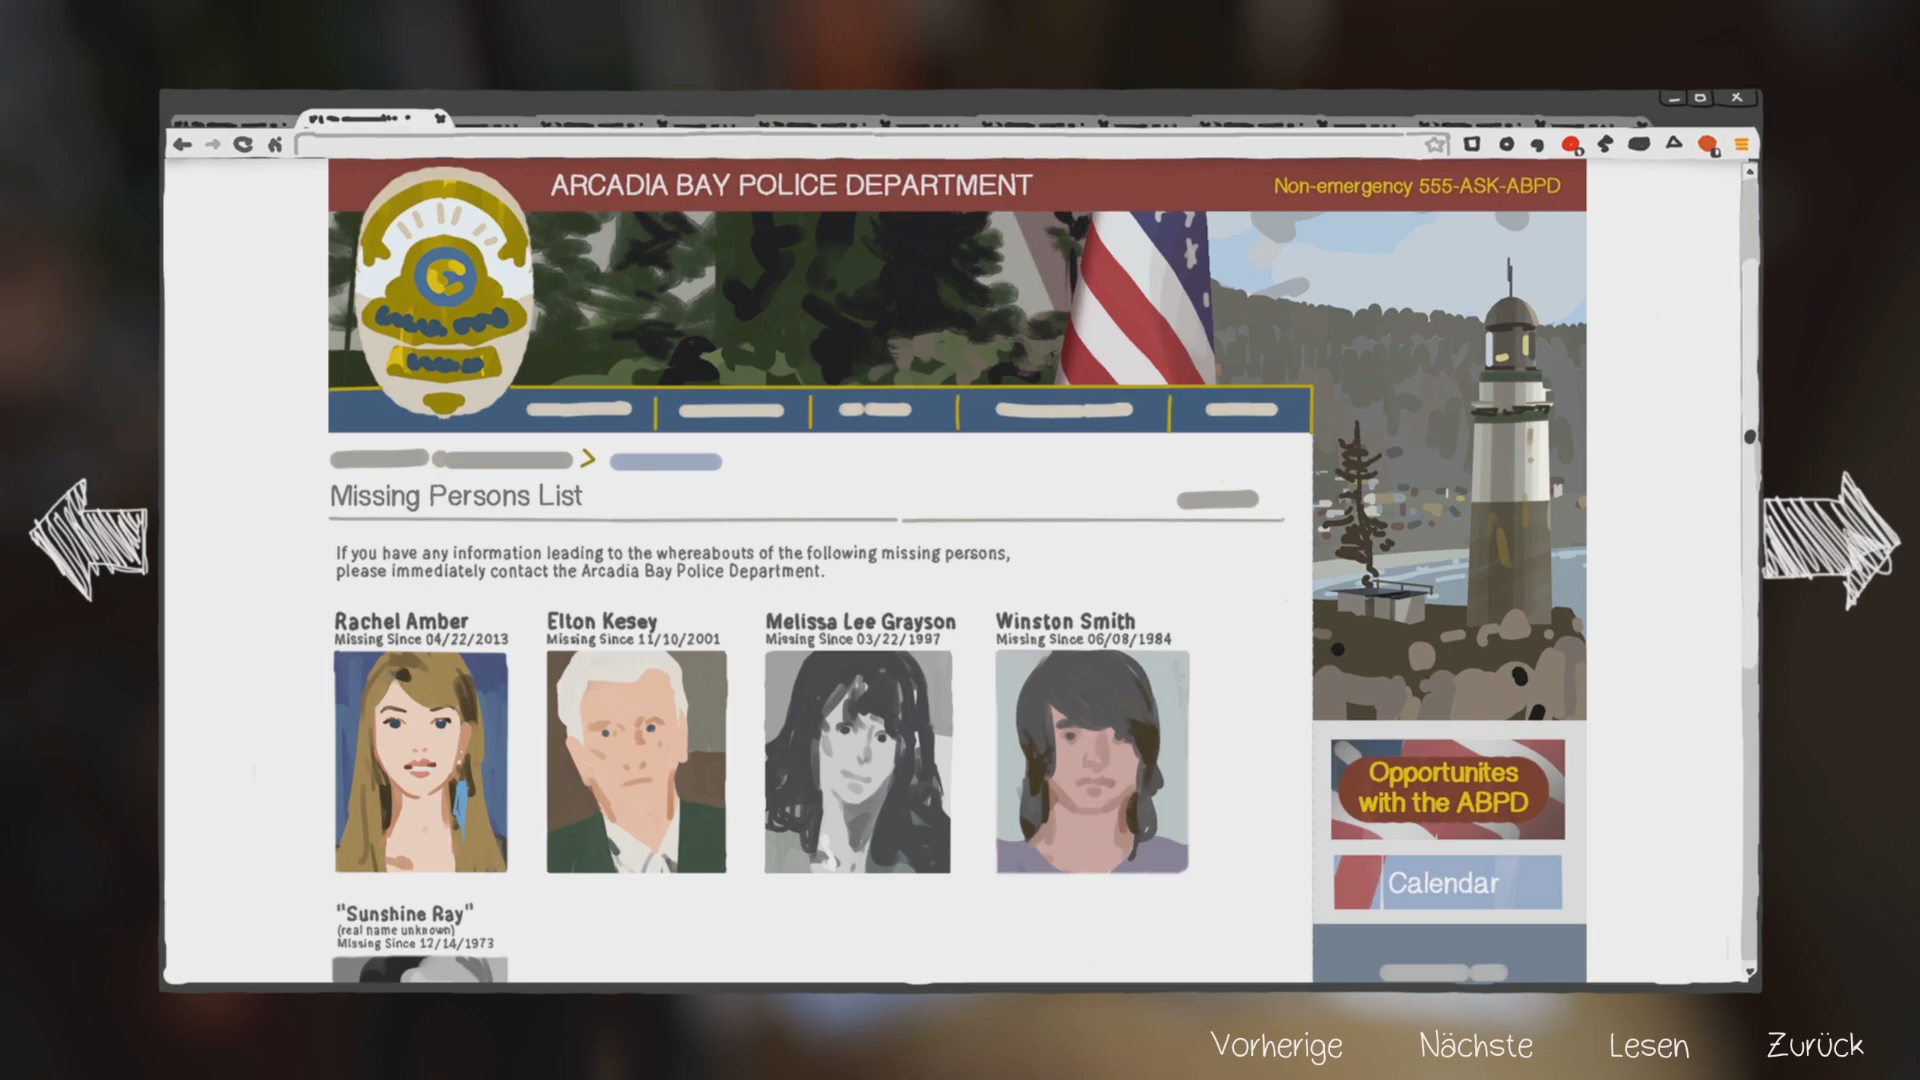 ARCADIA BAY POLICE DEPARTMENT
Non-emergency 555-ASK-ABPD
Missing Persons List
If you have any information leading to the whereabouts of the following missing persons,
please immediately contact the Arcadia Bay Police Department.
Rachel Amber
Missing Since 04/22/2013
Elton Kesey
Missing Since 11/10/2001
Melissa Lee Grayson
Missing Since 03/22/1997
Winston Smith
Missing Since 06/08/1984
"Sunshine Ray"
(real name unknown)
Missing Since 12/14/1973
Opportunites
with the ABPD
Calendar
Vorherige
Nächste
Lesen
Zurück